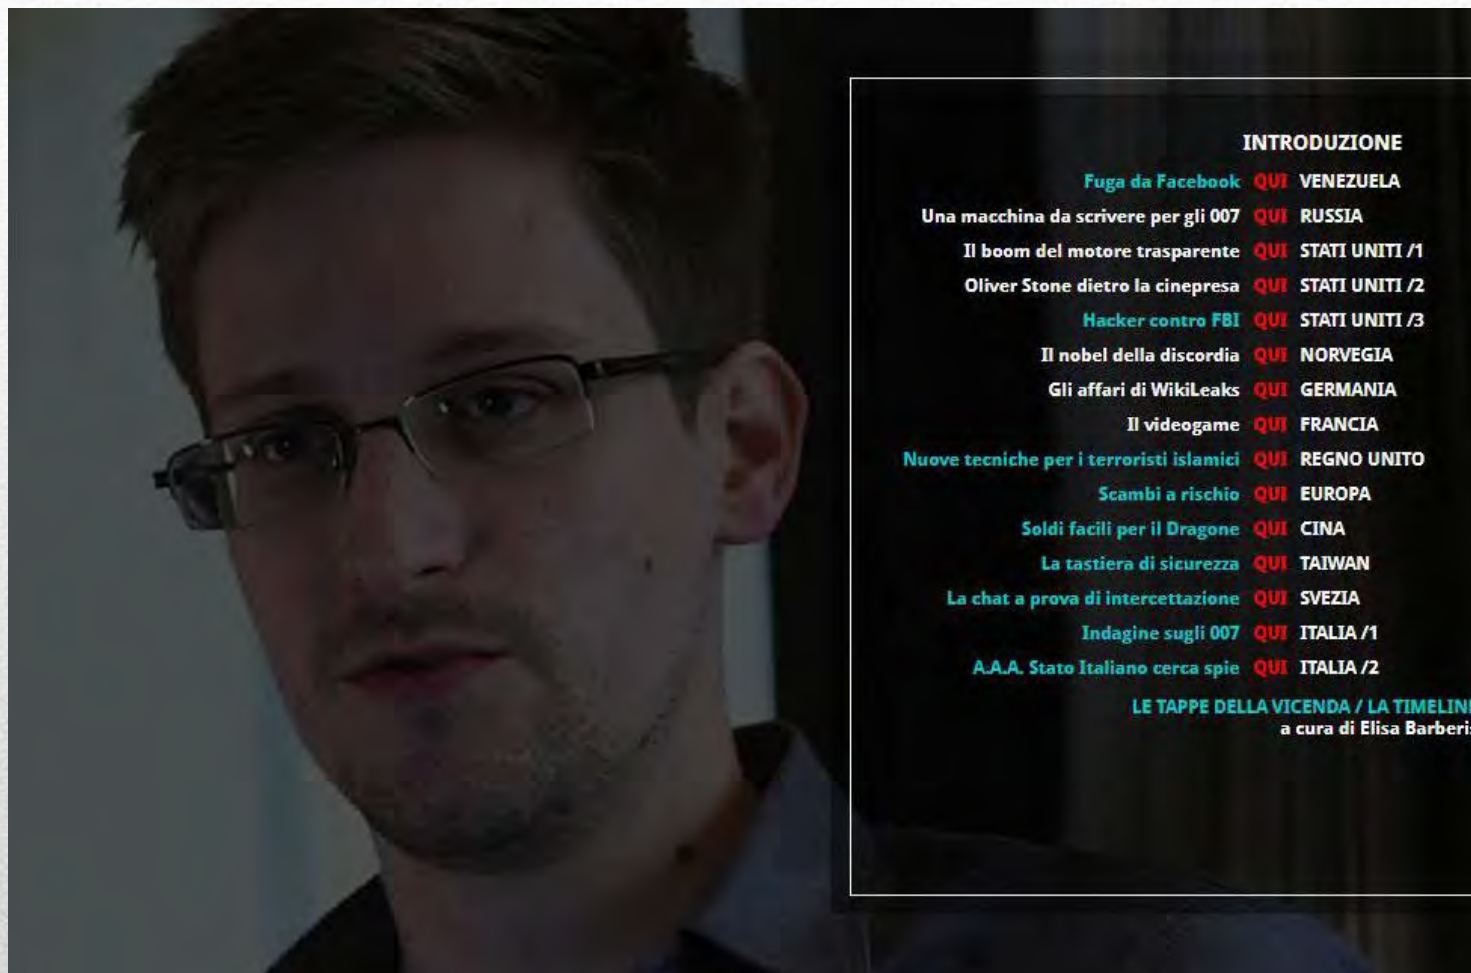 INTRODUZIONE
Fuga da Facebook QUI VENEZUELA
Una macchina da scrivere per gli 007 QUI RUSSIA
Il boom del motore trasparente QUI STATI UNITI /1
Oliver Stone dietro la cinepresa QUI STATI UNITI /2
Hacker contro FBI QUI STATI UNITI /3
Il nobel della discordia QUI NORVEGIA
Gli affari di WikiLeaks QUI GERMANIA
Il videogame QUI FRANCIA
Nuove tecniche per i terroristi islamici QUI REGNO UNITO
Scambi a rischio QUI EUROPA
Soldi facili per il Dragone QUI CINA
La tastiera di sicurezza QUI TAIWAN
La chat a prova di intercettazione QUI SVEZIA
Indagine sugli 007 QUI ITALIA /1
A.A.A. Stato Italiano cerca spie QUI ITALIA /2
LE TAPPE DELLA VICENDA / LA TIMELINE
a cura di Elisa Barberis